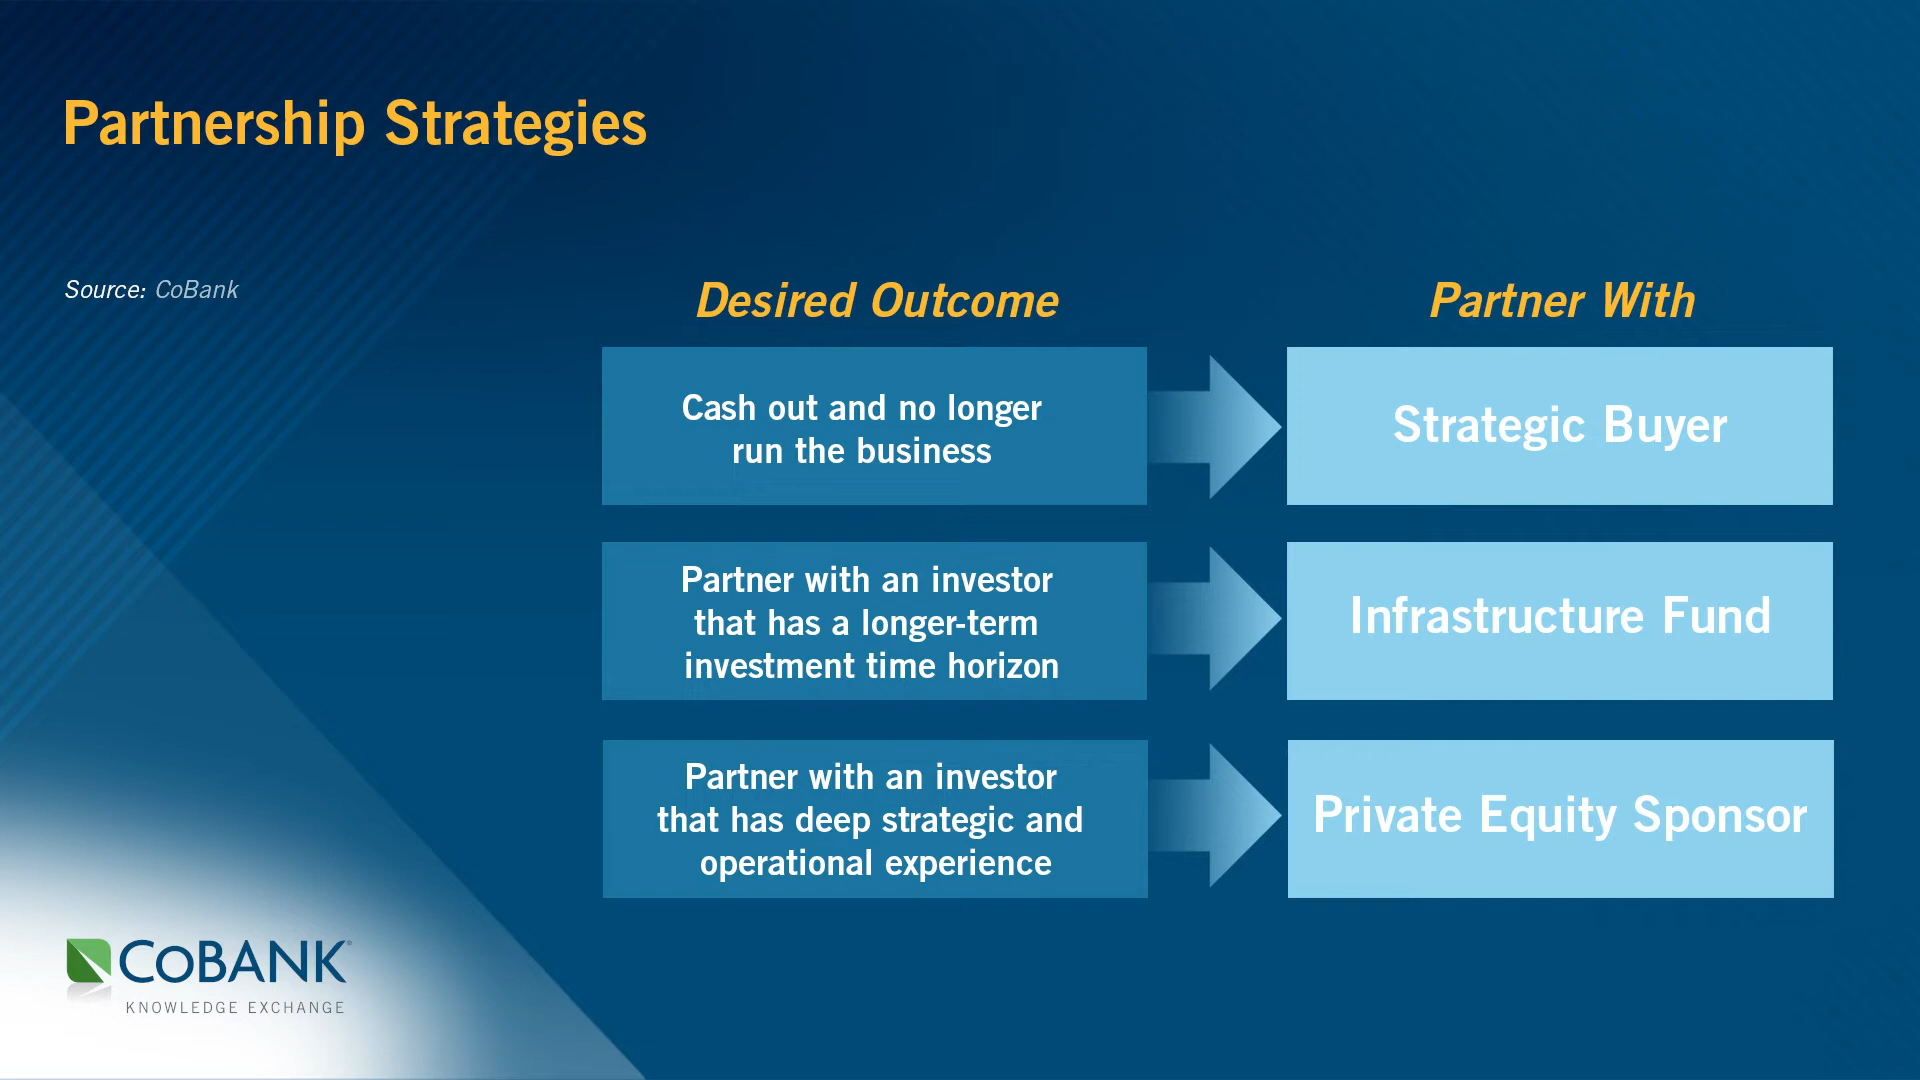 Partnership Strategies
Source: CoBank
Desired Outcome
Partner With
Cash out and no longer
run the business
Strategic Buyer
Partner with an investor
that has a longer-term
investment time horizon
Infrastructure Fund
Partner with an investor
that has deep strategic and
operational experience
Private Equity Sponsor
COBANK®
KNOWLEDGE EXCHANGE